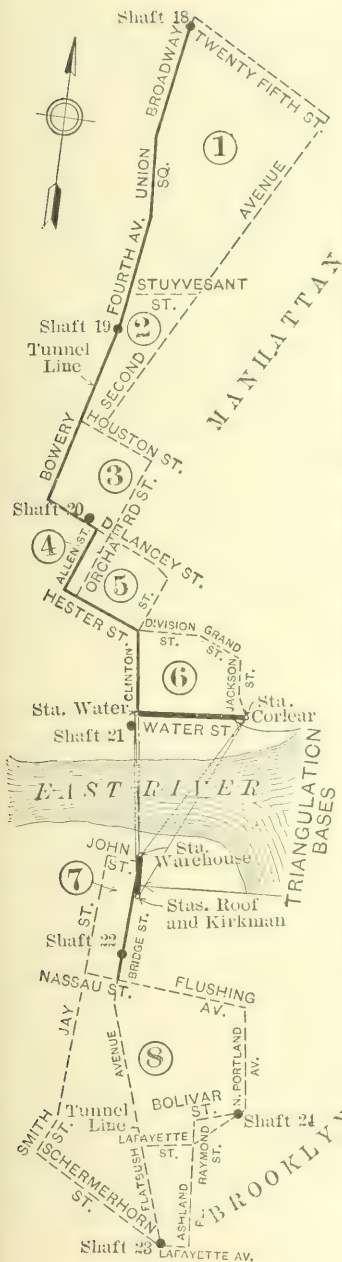 Shaft 18
BROADWAY
TWENTY FIFTH ST.
1
UNION SQ.
AVENUE
MANHATTAN
FOURTH AV.
STUYVESANT ST.
Shaft 19
2
Tunnel Line
SECOND
BOWERY
HOUSTON ST.
3
Shaft 20
DELANCEY ST.
4
ALLEN ST.
ORCHARD ST.
5
ST.
HESTER ST.
DIVISION ST.
GRAND ST.
CLINTON
6
JACKSON ST.
Sta. Water
Sta. Corlear
WATER ST.
Shaft 21
EAST RIVER
TRIANGULATION BASES
JOHN ST.
Sta. Warehouse
7
Stas. Roof and Kirkman
ST.
BRIDGE ST.
Shaft 22
NASSAU ST.
FLUSHING AV.
JAY
AVENUE
8
N. PORTLAND AV.
BOLIVAR ST.
Shaft 24
Tunnel Line
LAFAYETTE ST.
RAYMOND ST.
SMITH ST.
BROOKLYN
SCHERMERHORN ST.
FLATBUSH
ASHLAND P.
Shaft 23
LAFAYETTE AV.